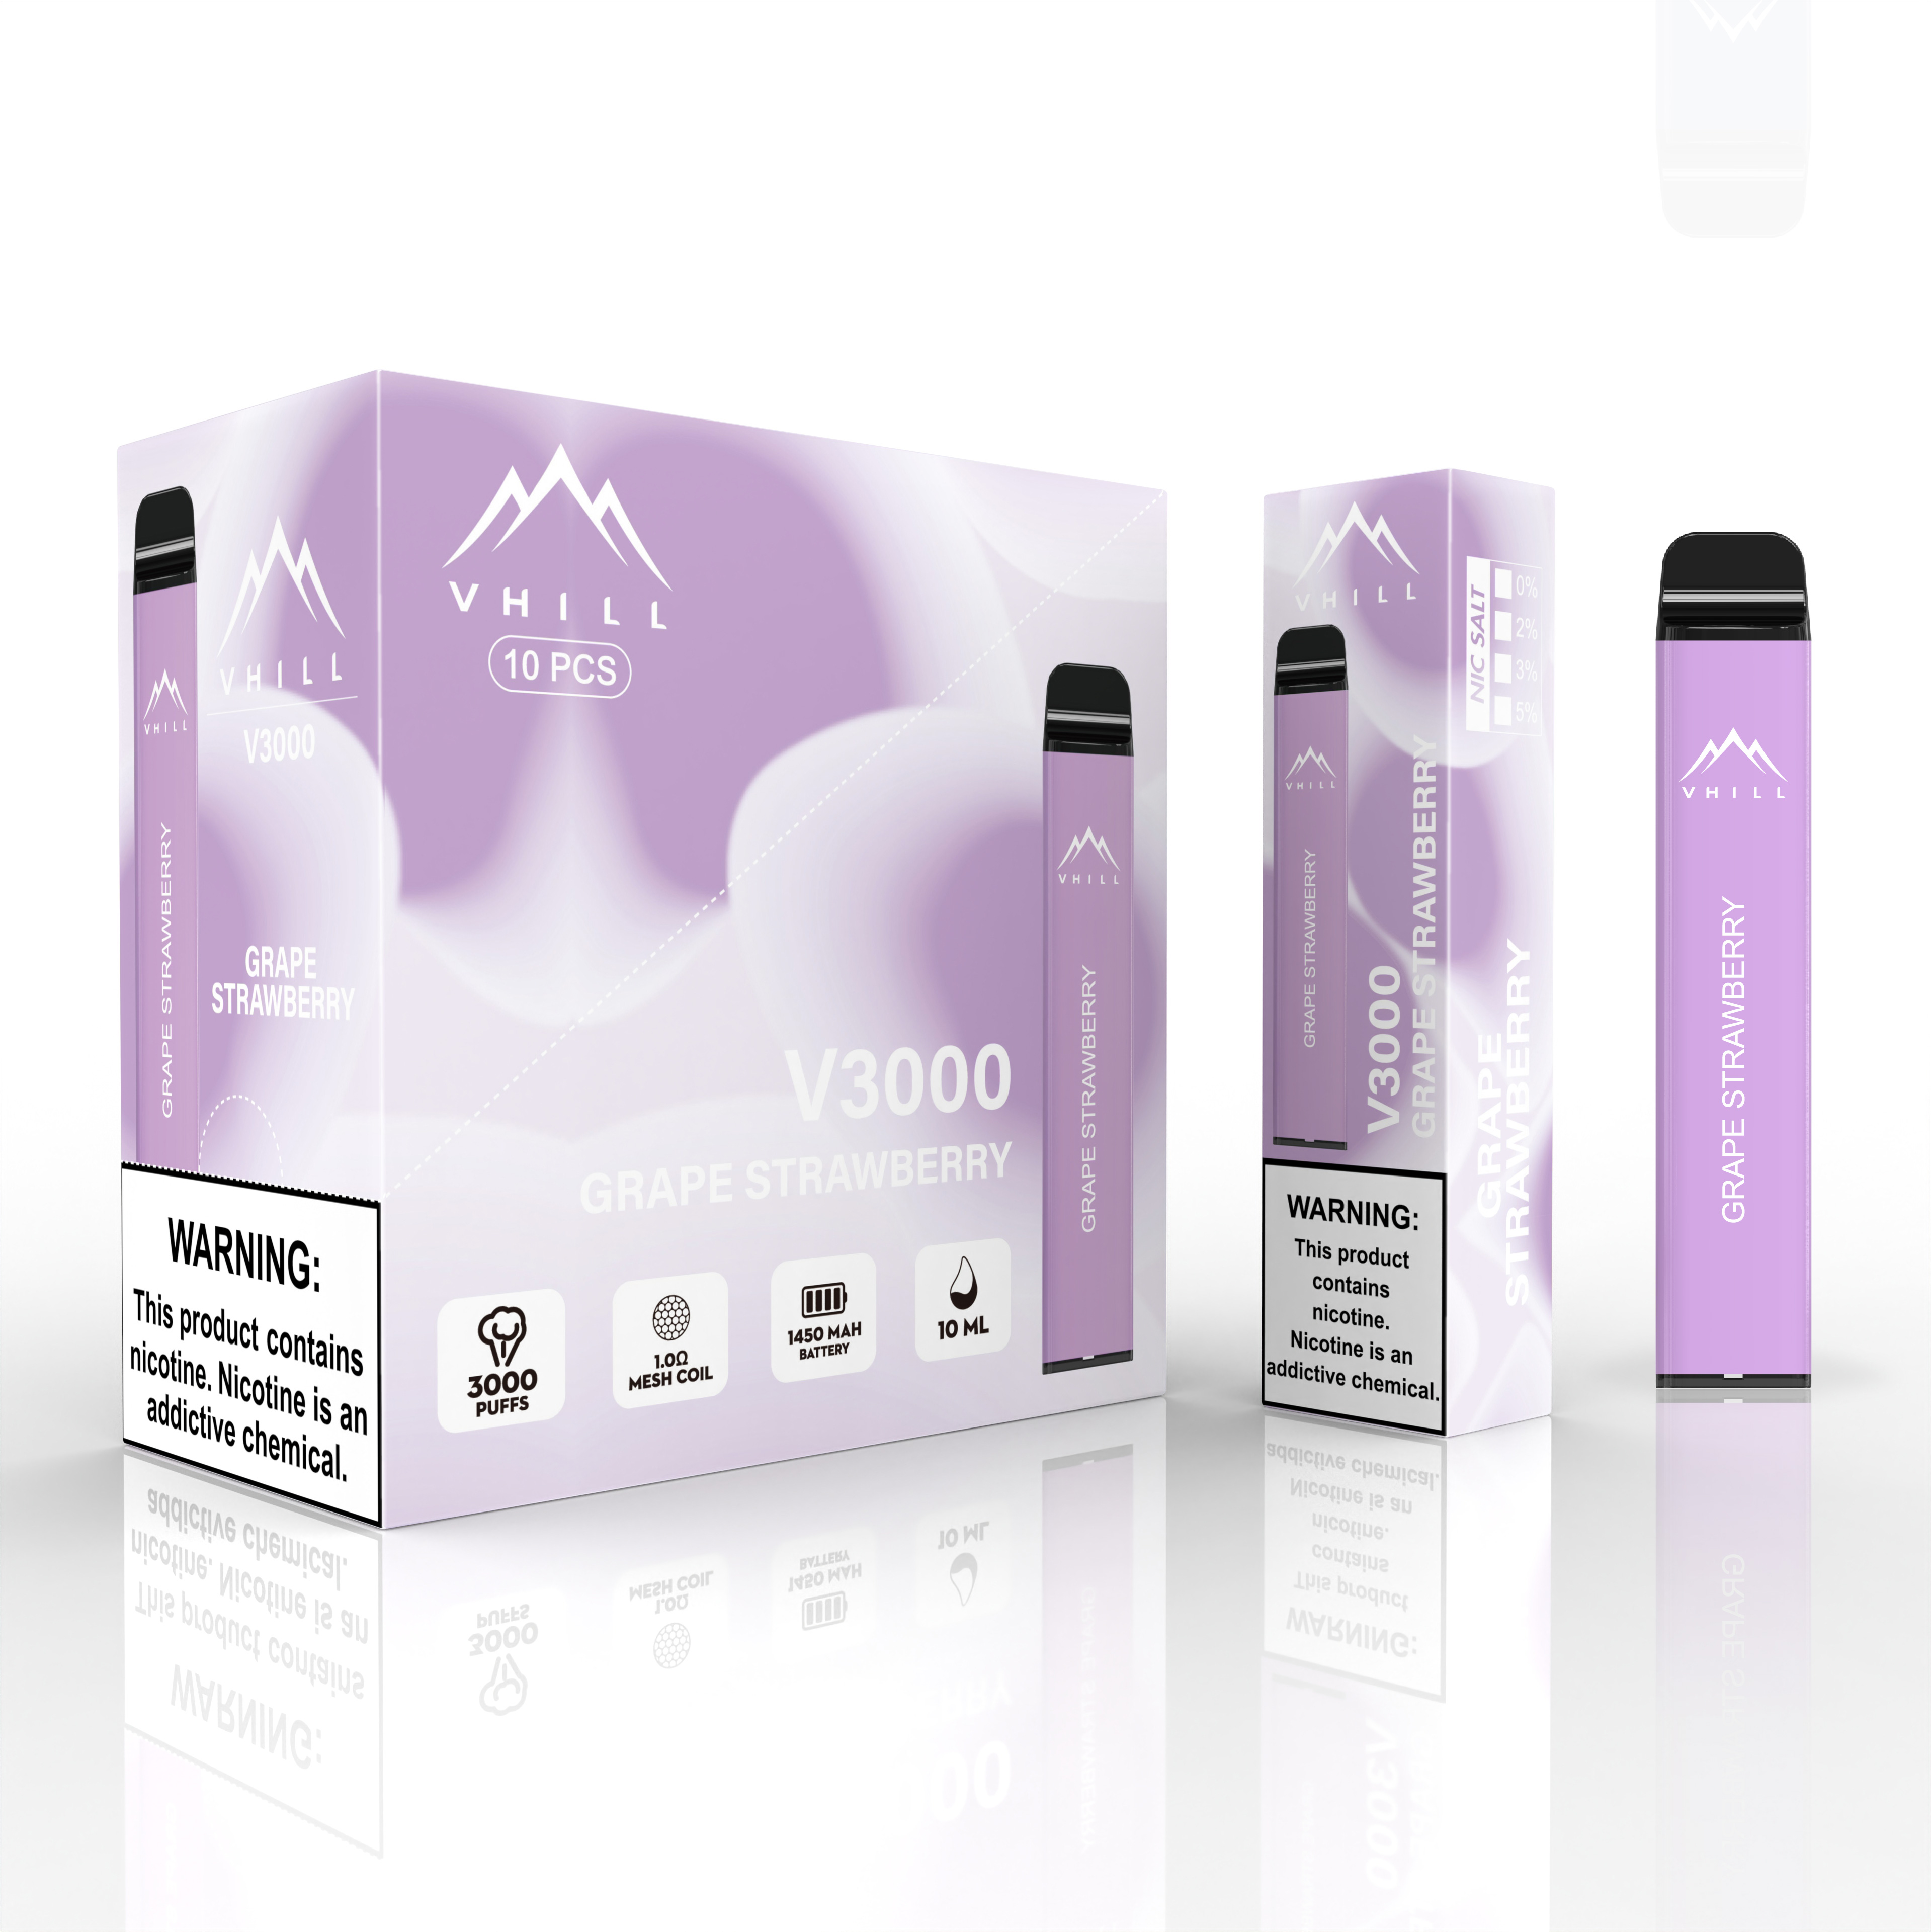 VHILL
GRAPE STRAWBERRY
VHILL
V3000
GRAPE
STRAWBERRY
WARNING:
This product contains
nicotine. Nicotine is an
addictive chemical.
VHILL
10 PCS
V3000
GRAPE STRAWBERRY
3000
PUFFS
1.0Ω
MESH COIL
1450 MAH
BATTERY
10 ML
VHILL
GRAPE STRAWBERRY
VHILL
VHILL
GRAPE STRAWBERRY
V3000
GRAPE STRAWBERRY
WARNING:
This product
contains
nicotine.
Nicotine is an
addictive chemical.
NIC SALT
0%
2%
3%
5%
GRAPE
STRAWBERRY
VHILL
GRAPE STRAWBERRY